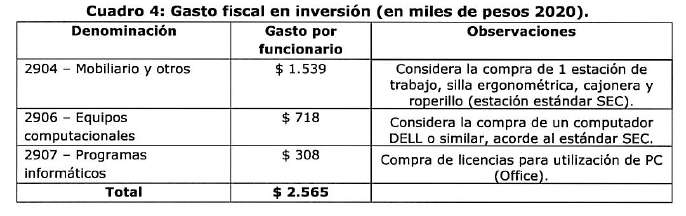 Cuadro 4: Gasto fiscal en inversión (en miles de pesos 2020).
Denominación Gasto por funcionario Observaciones
2904 – Mobiliario y otros $ 1.539 Considera la compra de 1 estación de
trabajo, silla ergonométrica, cajonera y
roperillo (estación estándar SEC).
2906 – Equipos computacionales $ 718 Considera la compra de un computador
DELL o similar, acorde al estándar SEC.
2907 – Programas informáticos $ 308 Compra de licencias para utilización de PC
(Office).
Total $ 2.565